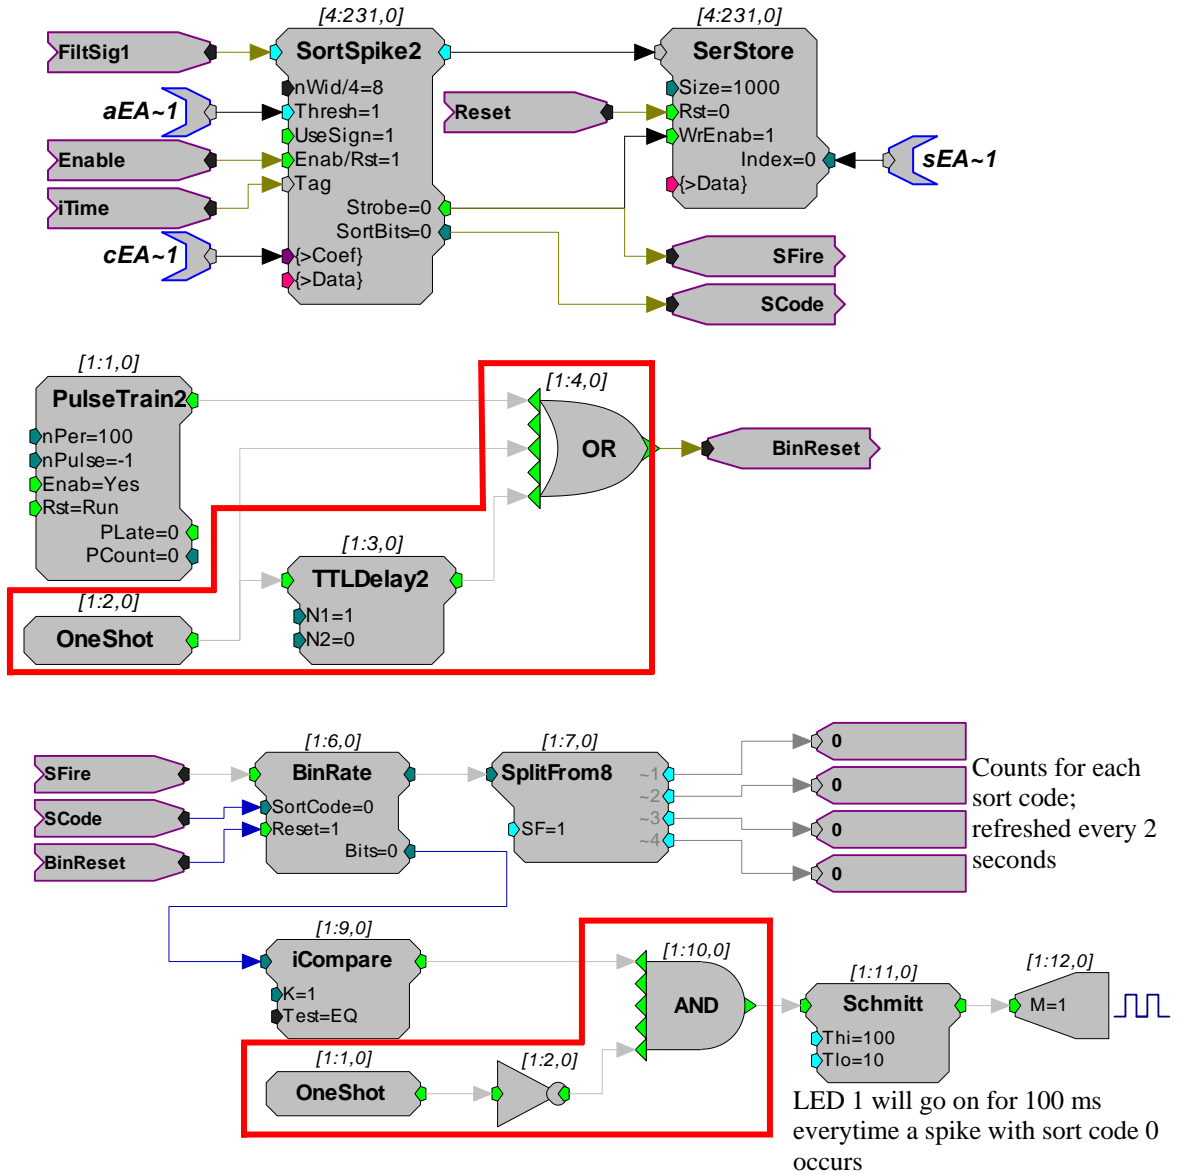 [4:231,0]
[4:231,0]
FiltSig1
SortSpike2
SerStore
nWid/4=8
Size=1000
aEA~1
Thresh=1
Reset
Rst=0
UseSign=1
WrEnab=1
Enable
Enab/Rst=1
Index=0
sEA~1
iTime
Tag
{>Data}
Strobe=0
SortBits=0
cEA~1
{>Coef}
SFire
{>Data}
SCode
[1:1,0]
[1:4,0]
PulseTrain2
nPer=100
OR
BinReset
nPulse=-1
Enab=Yes
Rst=Run
PLate=0
PCount=0
[1:3,0]
TTLDelay2
[1:2,0]
N1=1
OneShot
N2=0
[1:6,0]
[1:7,0]
0
SFire
BinRate
SplitFrom8
~1
Counts for each
0
~2
sort code;
SCode
SortCode=0
~3
refreshed every 2
BinReset
Reset=1
SF=1
0
~4
seconds
Bits=0
0
[1:9,0]
[1:10,0]
iCompare
[1:11,0]
[1:12,0]
K=1
AND
Schmitt
M=1
Test=EQ
Thi=100
[1:1,0]
[1:2,0]
Tlo=10
OneShot
LED 1 will go on for 100 ms
everytime a spike with sort code 0
occurs